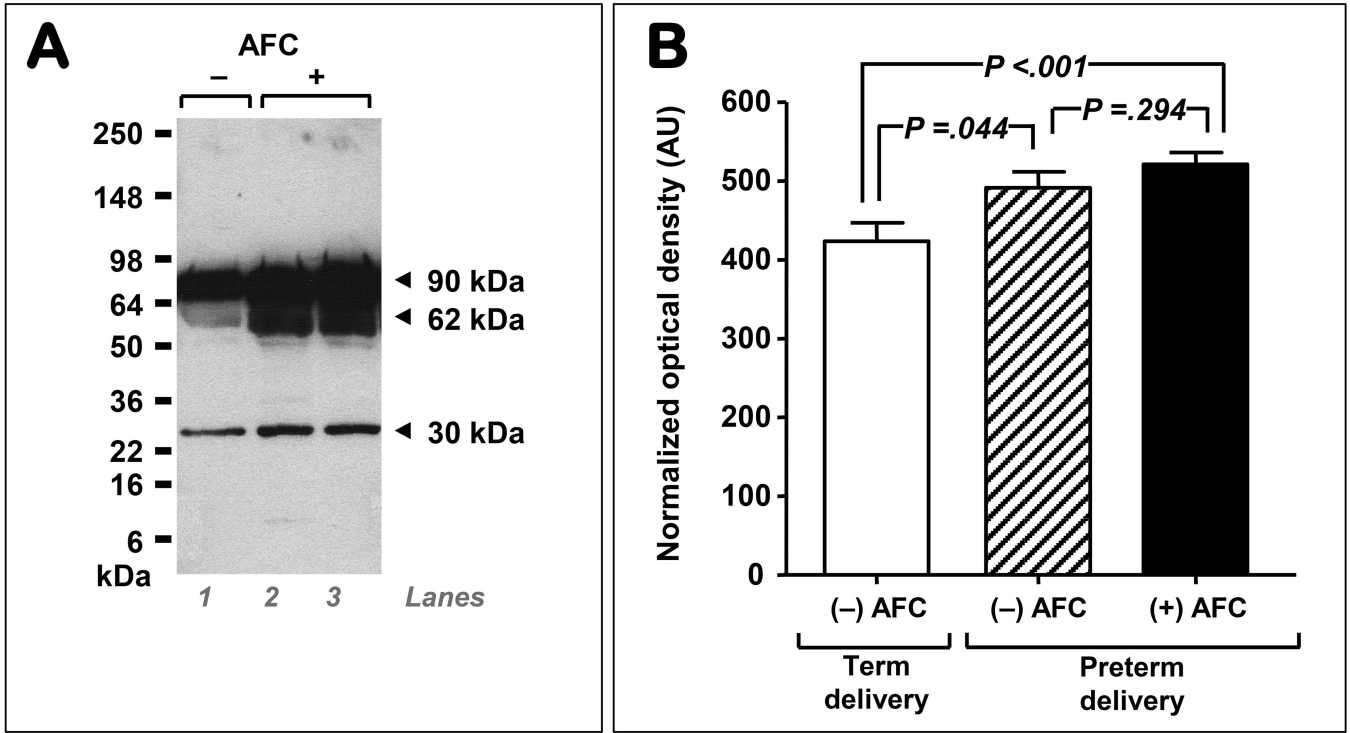 A
AFC
– +
250
148
98
64
50
36
22
16
6
kDa
90 kDa
62 kDa
30 kDa
1 2 3 Lanes
B
P <.001
P =.044
P =.294
Normalized optical density (AU)
600
500
400
300
200
100
0
(–) AFC (–) AFC (+) AFC
Term
delivery
Preterm
delivery